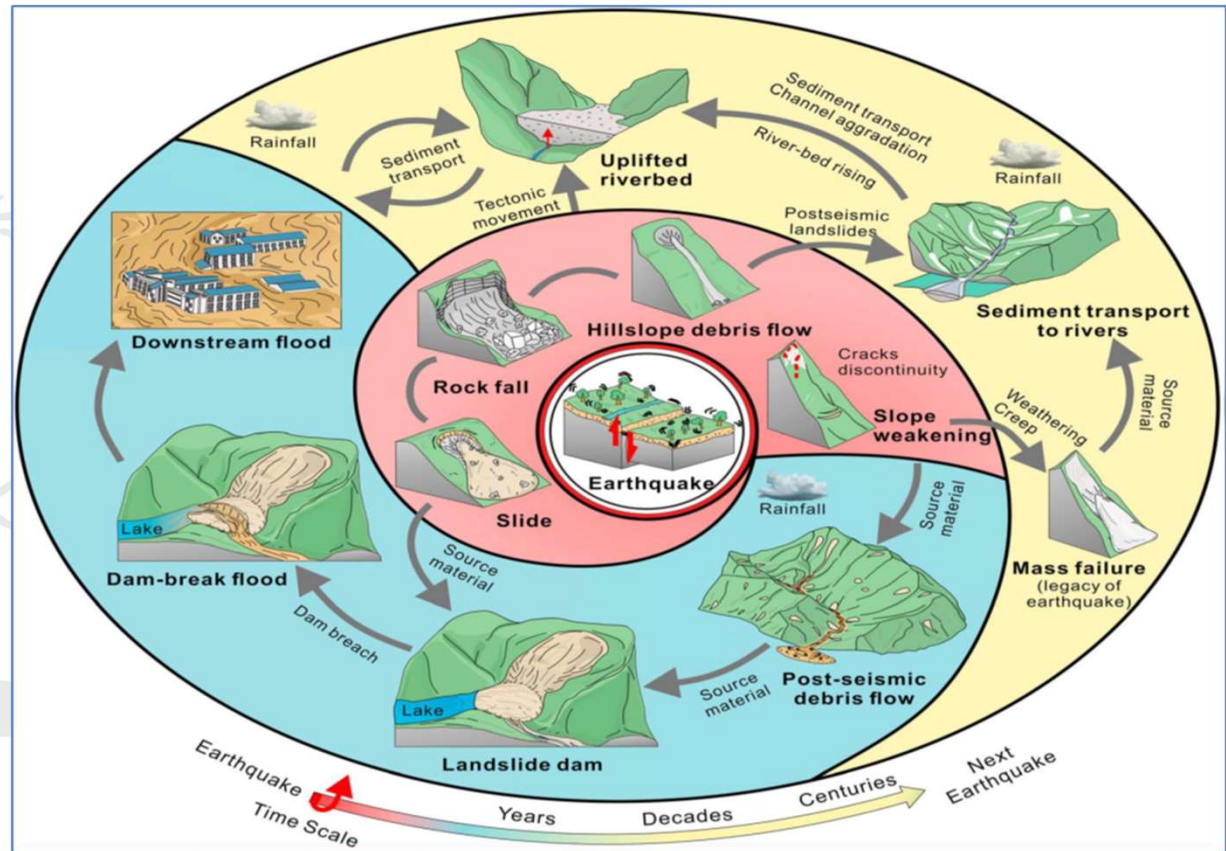 Rainfall
Sediment
transport
Uplifted
riverbed
Tectonic
movement
Sediment transport
Channel aggradation
River-bed rising
Rainfall
Postseismic
landslides
Sediment transport
to rivers
Downstream flood
Hillslope debris flow
Rock fall
Cracks
discontinuity
Slope
weakening
Weathering
Creep
Source
material
Earthquake
Slide
Lake
Dam-break flood
Source
material
Rainfall
Source
material
Mass failure
(legacy of
earthquake)
Dam breach
Post-seismic
debris flow
Source
material
Lake
Landslide dam
Earthquake
Time Scale
Years
Decades
Centuries
Next
Earthquake